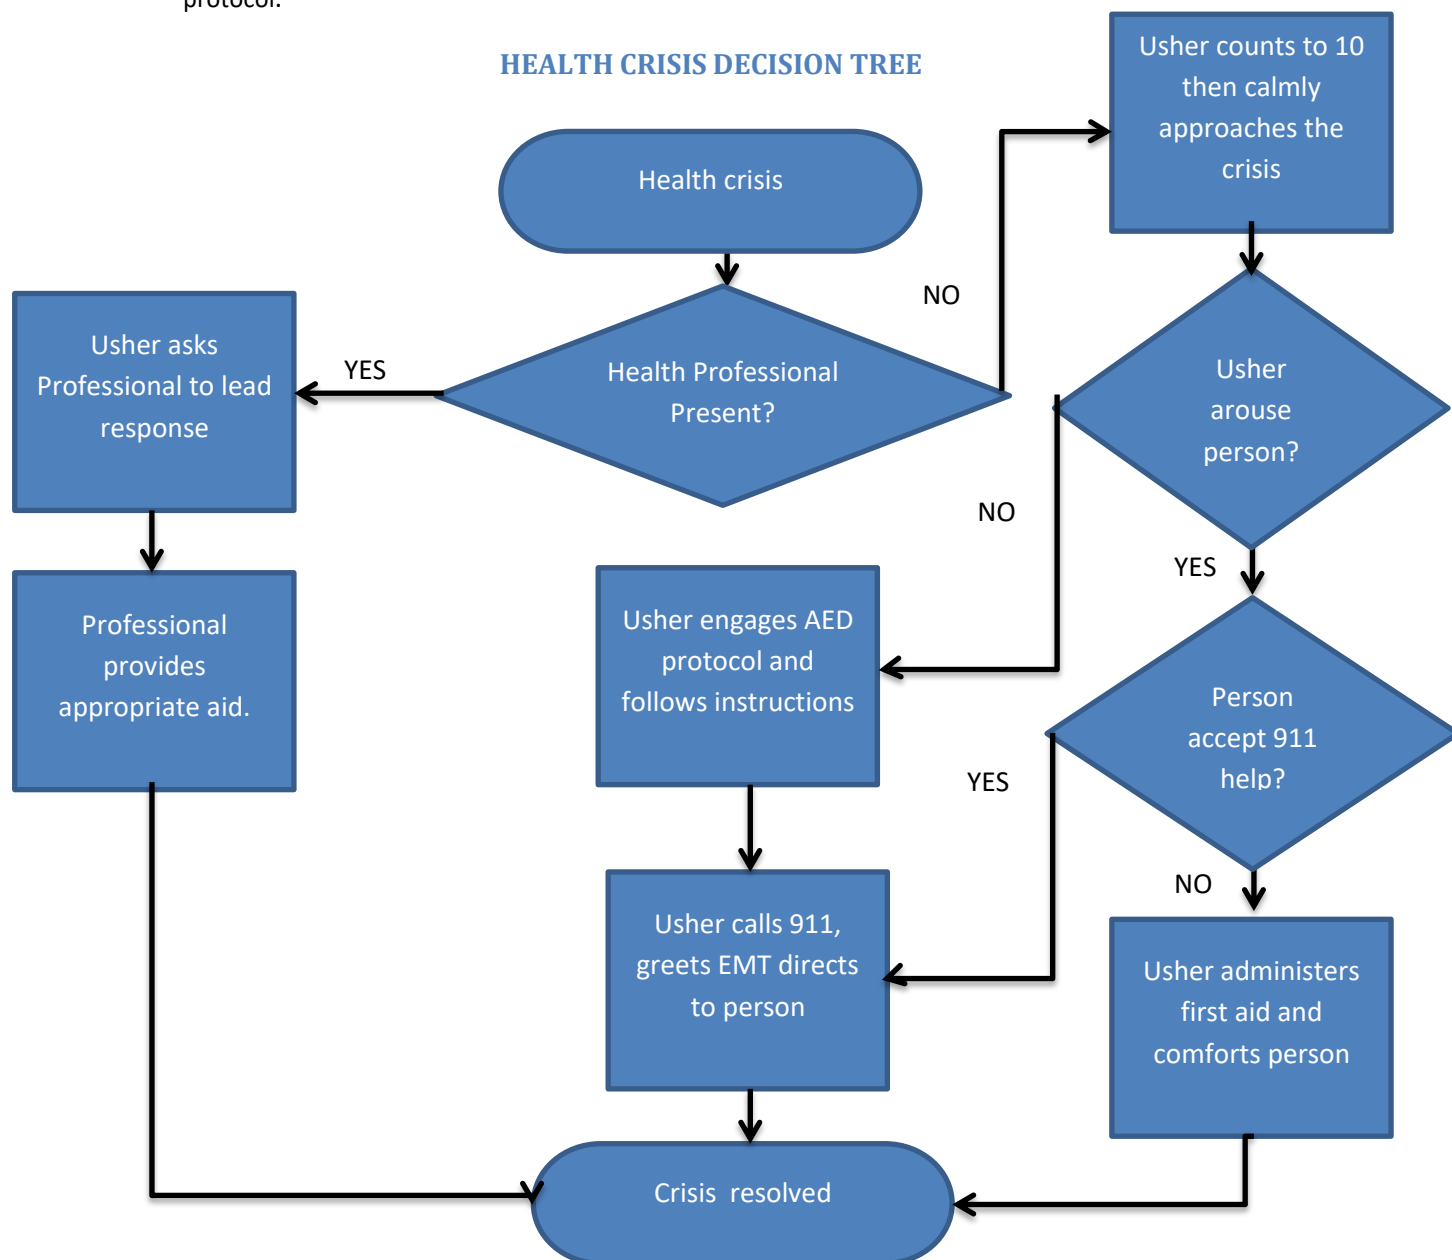 protocol.
HEALTH CRISIS DECISION TREE
Health crisis
Health Professional
Present?
YES
Usher asks
Professional to lead
response
Professional
provides
appropriate aid.
NO
Usher counts to 10
then calmly
approaches the
crisis
Usher
arouse
person?
NO
Usher engages AED
protocol and
follows instructions
YES
Person
accept 911
help?
YES
Usher calls 911,
greets EMT directs
to person
NO
Usher administers
first aid and
comforts person
Crisis resolved